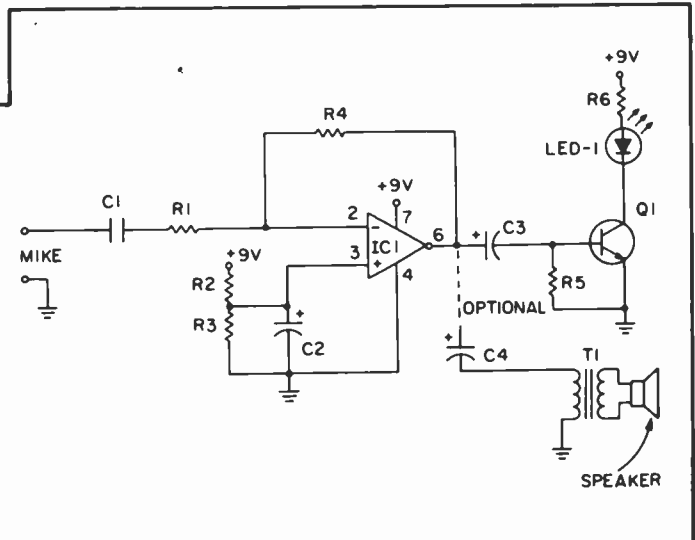 +9V
R6
R4
LED-1
C1
R1
+9V
Q1
2
-
7
6
+
C3
MIKE
IC1
3
+
4
+9V
R2
R5
R3
+
C2
OPTIONAL
+
C4
T1
SPEAKER